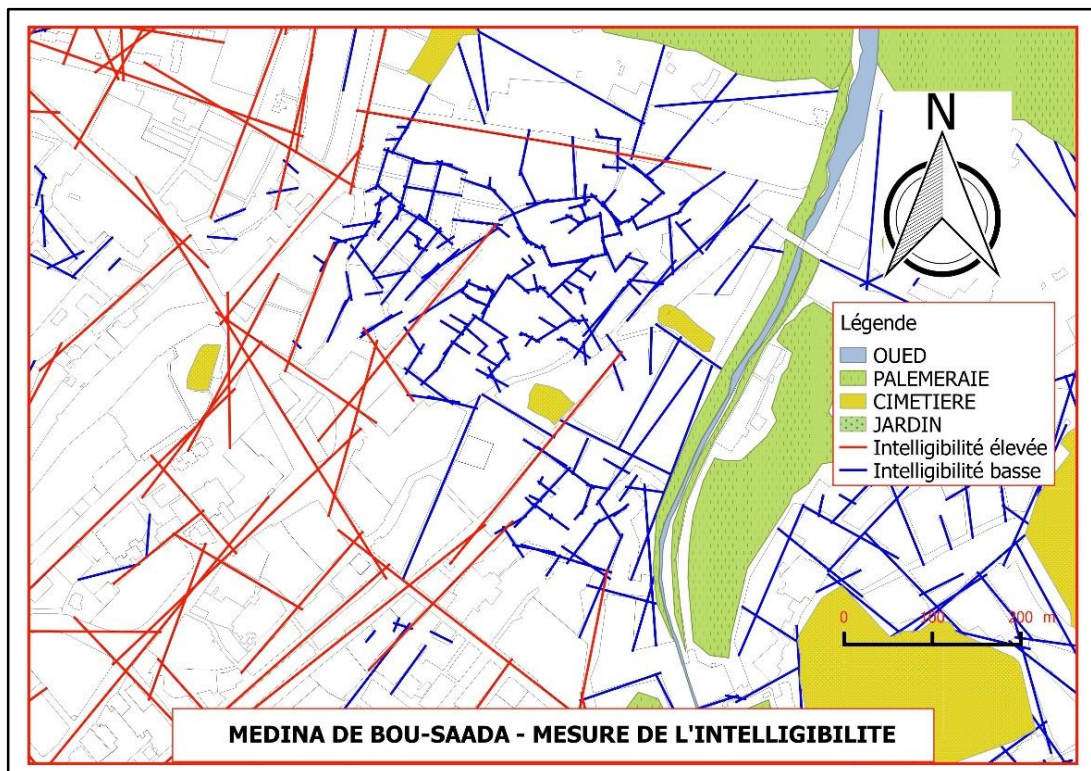 N
Légende
OUED
PALEMERAIE
CIMETIERE
JARDIN
Intelligibilité élevée
Intelligibilité basse
0 100 200 m
MEDINA DE BOU-SAADA - MESURE DE L'INTELLIGIBILITE